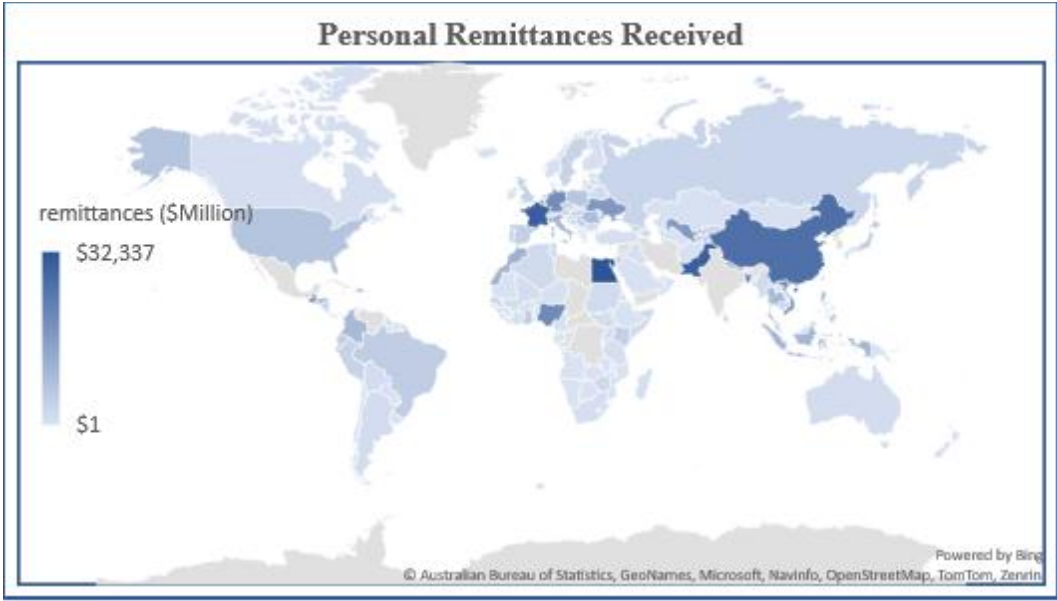 Personal Remittances Received
remittances ($Million)
$32,337
$1
Powered by Bing
© Australian Bureau of Statistics, GeoNames, Microsoft, Navinfo, OpenStreetMap, TomTom, Zenrin